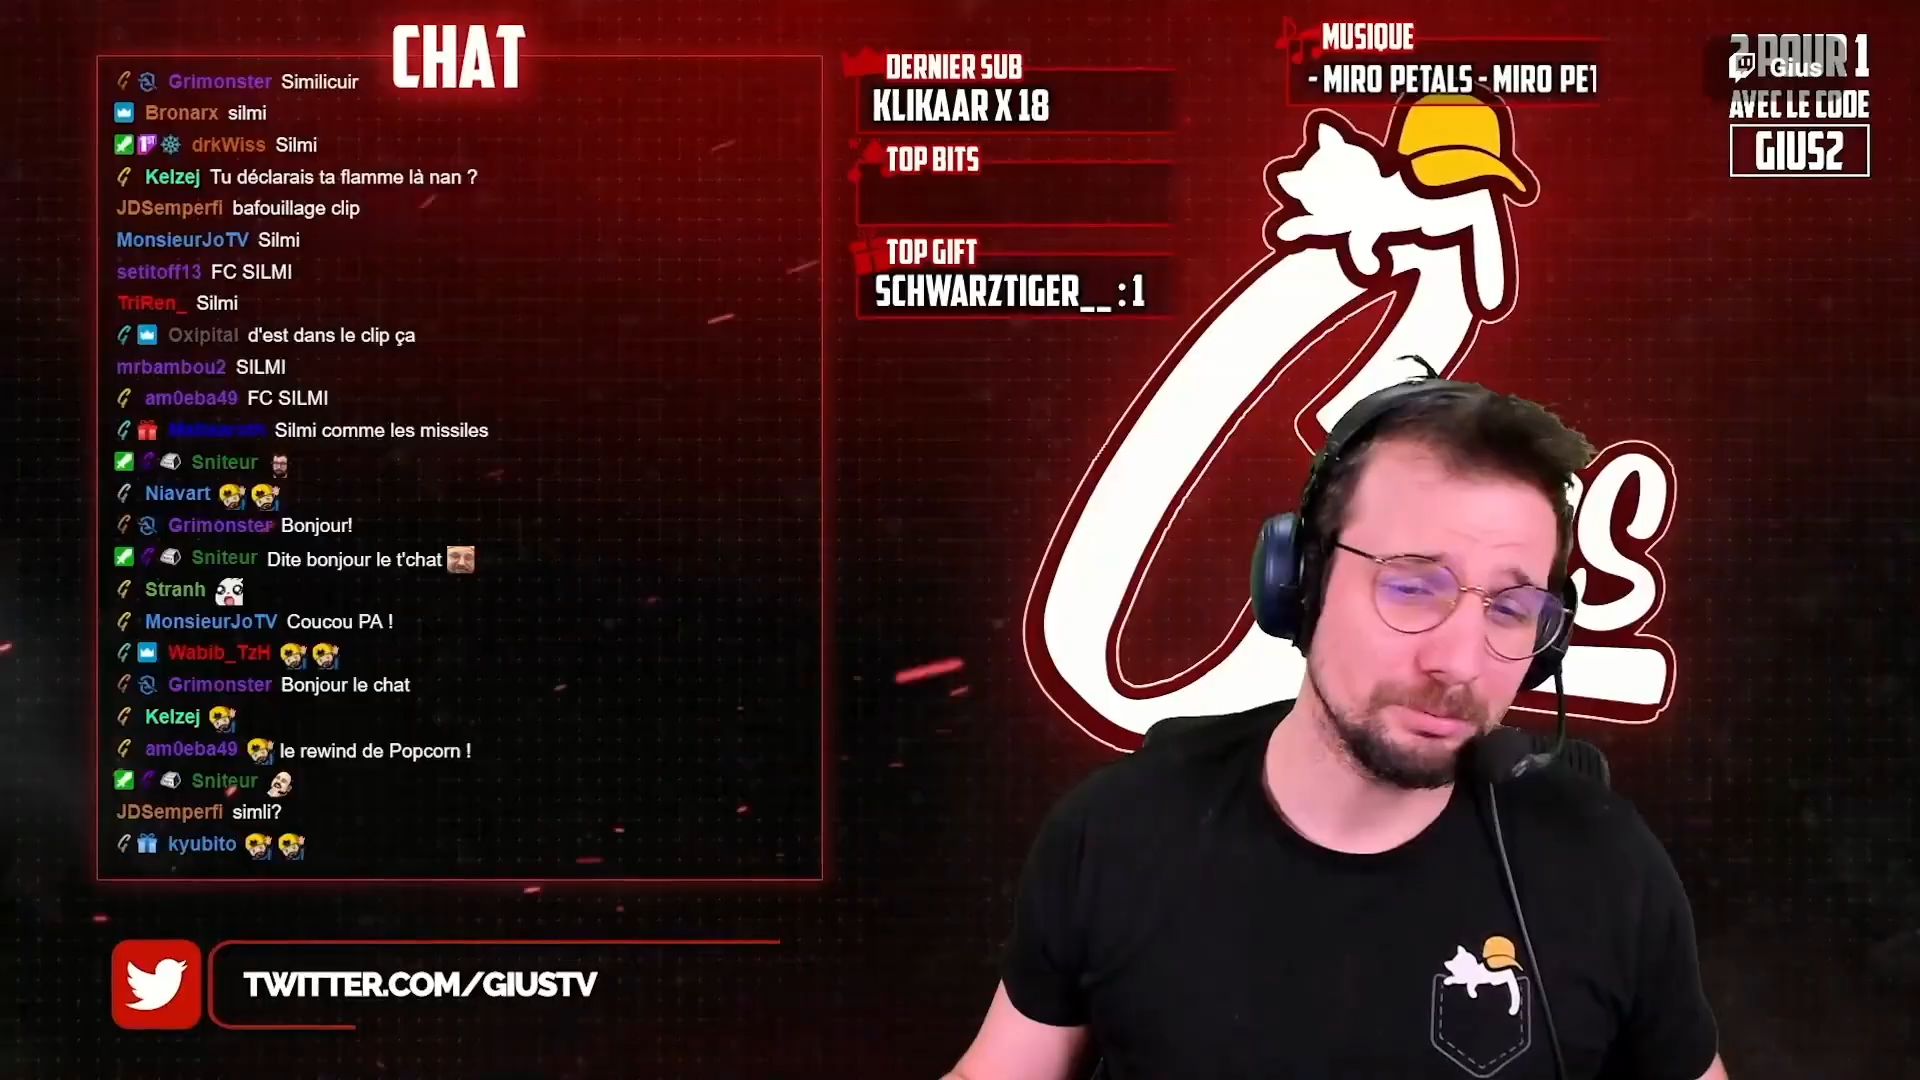 CHAT
Grimonster Similicuir
Bronarx silmi
drkWiss Silmi
Kelzej Tu déclarais ta flamme là nan ?
JDSemperfi bafouillage clip
MonsieurJoTV Silmi
setitoff13 FC SILMI
TriRen_ Silmi
Oxipital d'est dans le clip ça
mrbambou2 SILMI
am0eba49 FC SILMI
Silmi comme les missiles
Sniteur
Niavart
Grimonster Bonjour!
Sniteur Dite bonjour le t'chat
Stranh
MonsieurJoTV Coucou PA !
Wabib_TzH
Grimonster Bonjour le chat
Kelzej
am0eba49 le rewind de Popcorn !
Sniteur
JDSemperfi simli?
kyubito
TWITTER.COM/GIUSTV
DERNIER SUB
KLIKAAR X 18
TOP BITS
TOP GIFT
SCHWARZTIGER__ : 1
MUSIQUE
- MIRO PETALS - MIRO PET
2 POUR 1
Gius
AVEC LE CODE
GIUS2